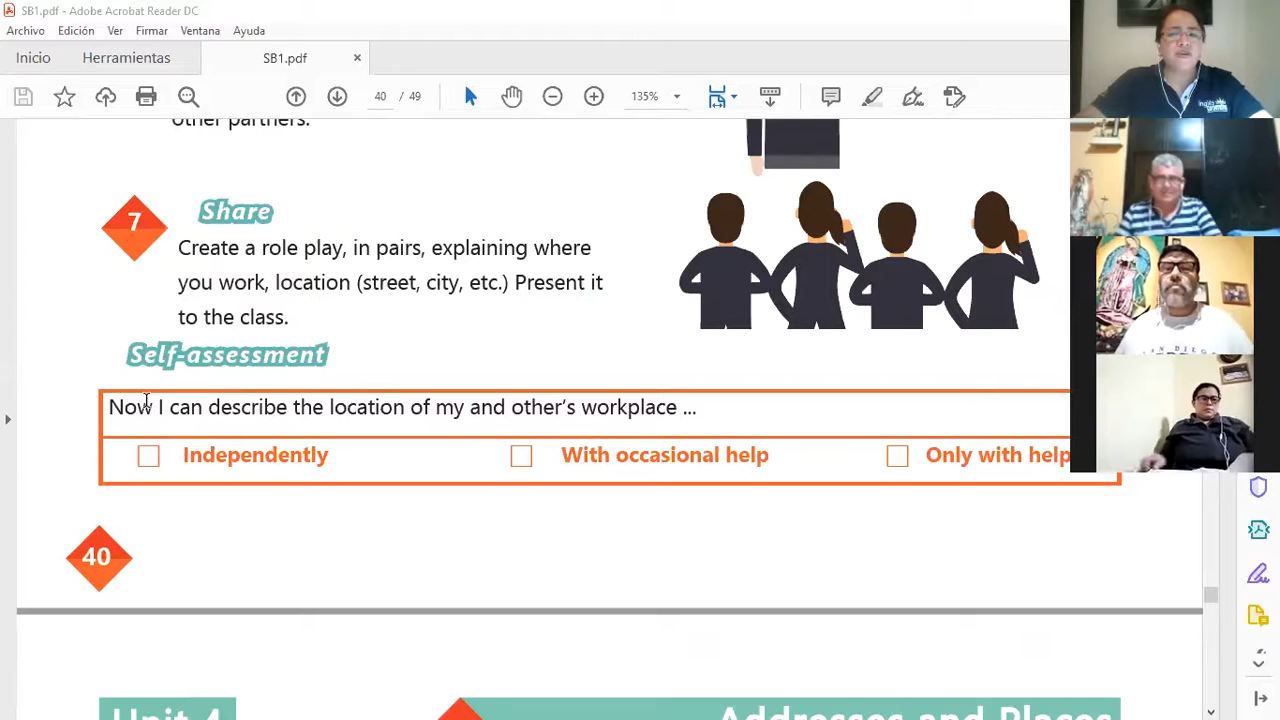 SB1.pdf - Adobe Acrobat Reader DC
Archivo Edición Ver Firmar Ventana Ayuda
Inicio Herramientas SB1.pdf ×
40 / 49 135%
other partners.
7 Share
Create a role play, in pairs, explaining where
you work, location (street, city, etc.) Present it
to the class.
Self-assessment
Now I can describe the location of my and other's workplace ...
Independently With occasional help Only with help
40
Unit 4 Addresses and Places